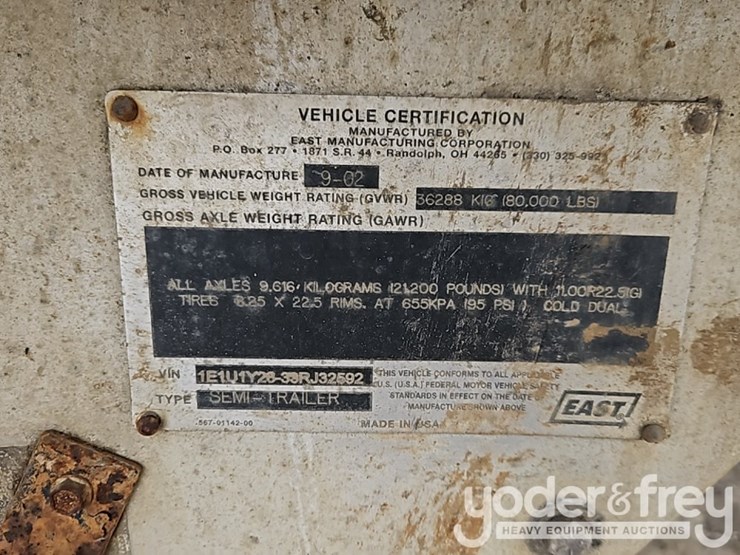 VEHICLE CERTIFICATION
MANUFACTURED BY
EAST MANUFACTURING CORPORATION
P.O. Box 277 • 1871 S.R. 44 • Randolph, OH 44265 • (330) 325-9921
DATE OF MANUFACTURE 9-02
GROSS VEHICLE WEIGHT RATING (GVWR) 36288 KIG (80,000 LBS)
GROSS AXLE WEIGHT RATING (GAWR)
ALL AXLES 9,616 KILOGRAMS (21,200 POUNDS) WITH 11.00R22.5(G)
TIRES 8.25 X 22.5 RIMS. AT 655KPA (95 PSI) COLD DUAL
VIN 1E1U1Y28-33RJ32592
TYPE SEMI-TRAILER
THIS VEHICLE CONFORMS TO ALL APPLICABLE
U.S. (U.S.A.) FEDERAL MOTOR VEHICLE SAFETY
STANDARDS IN EFFECT ON THE DATE
MANUFACTURE SHOWN ABOVE
EAST
567-01142-00
MADE IN USA
yoder&frey
HEAVY EQUIPMENT AUCTIONS